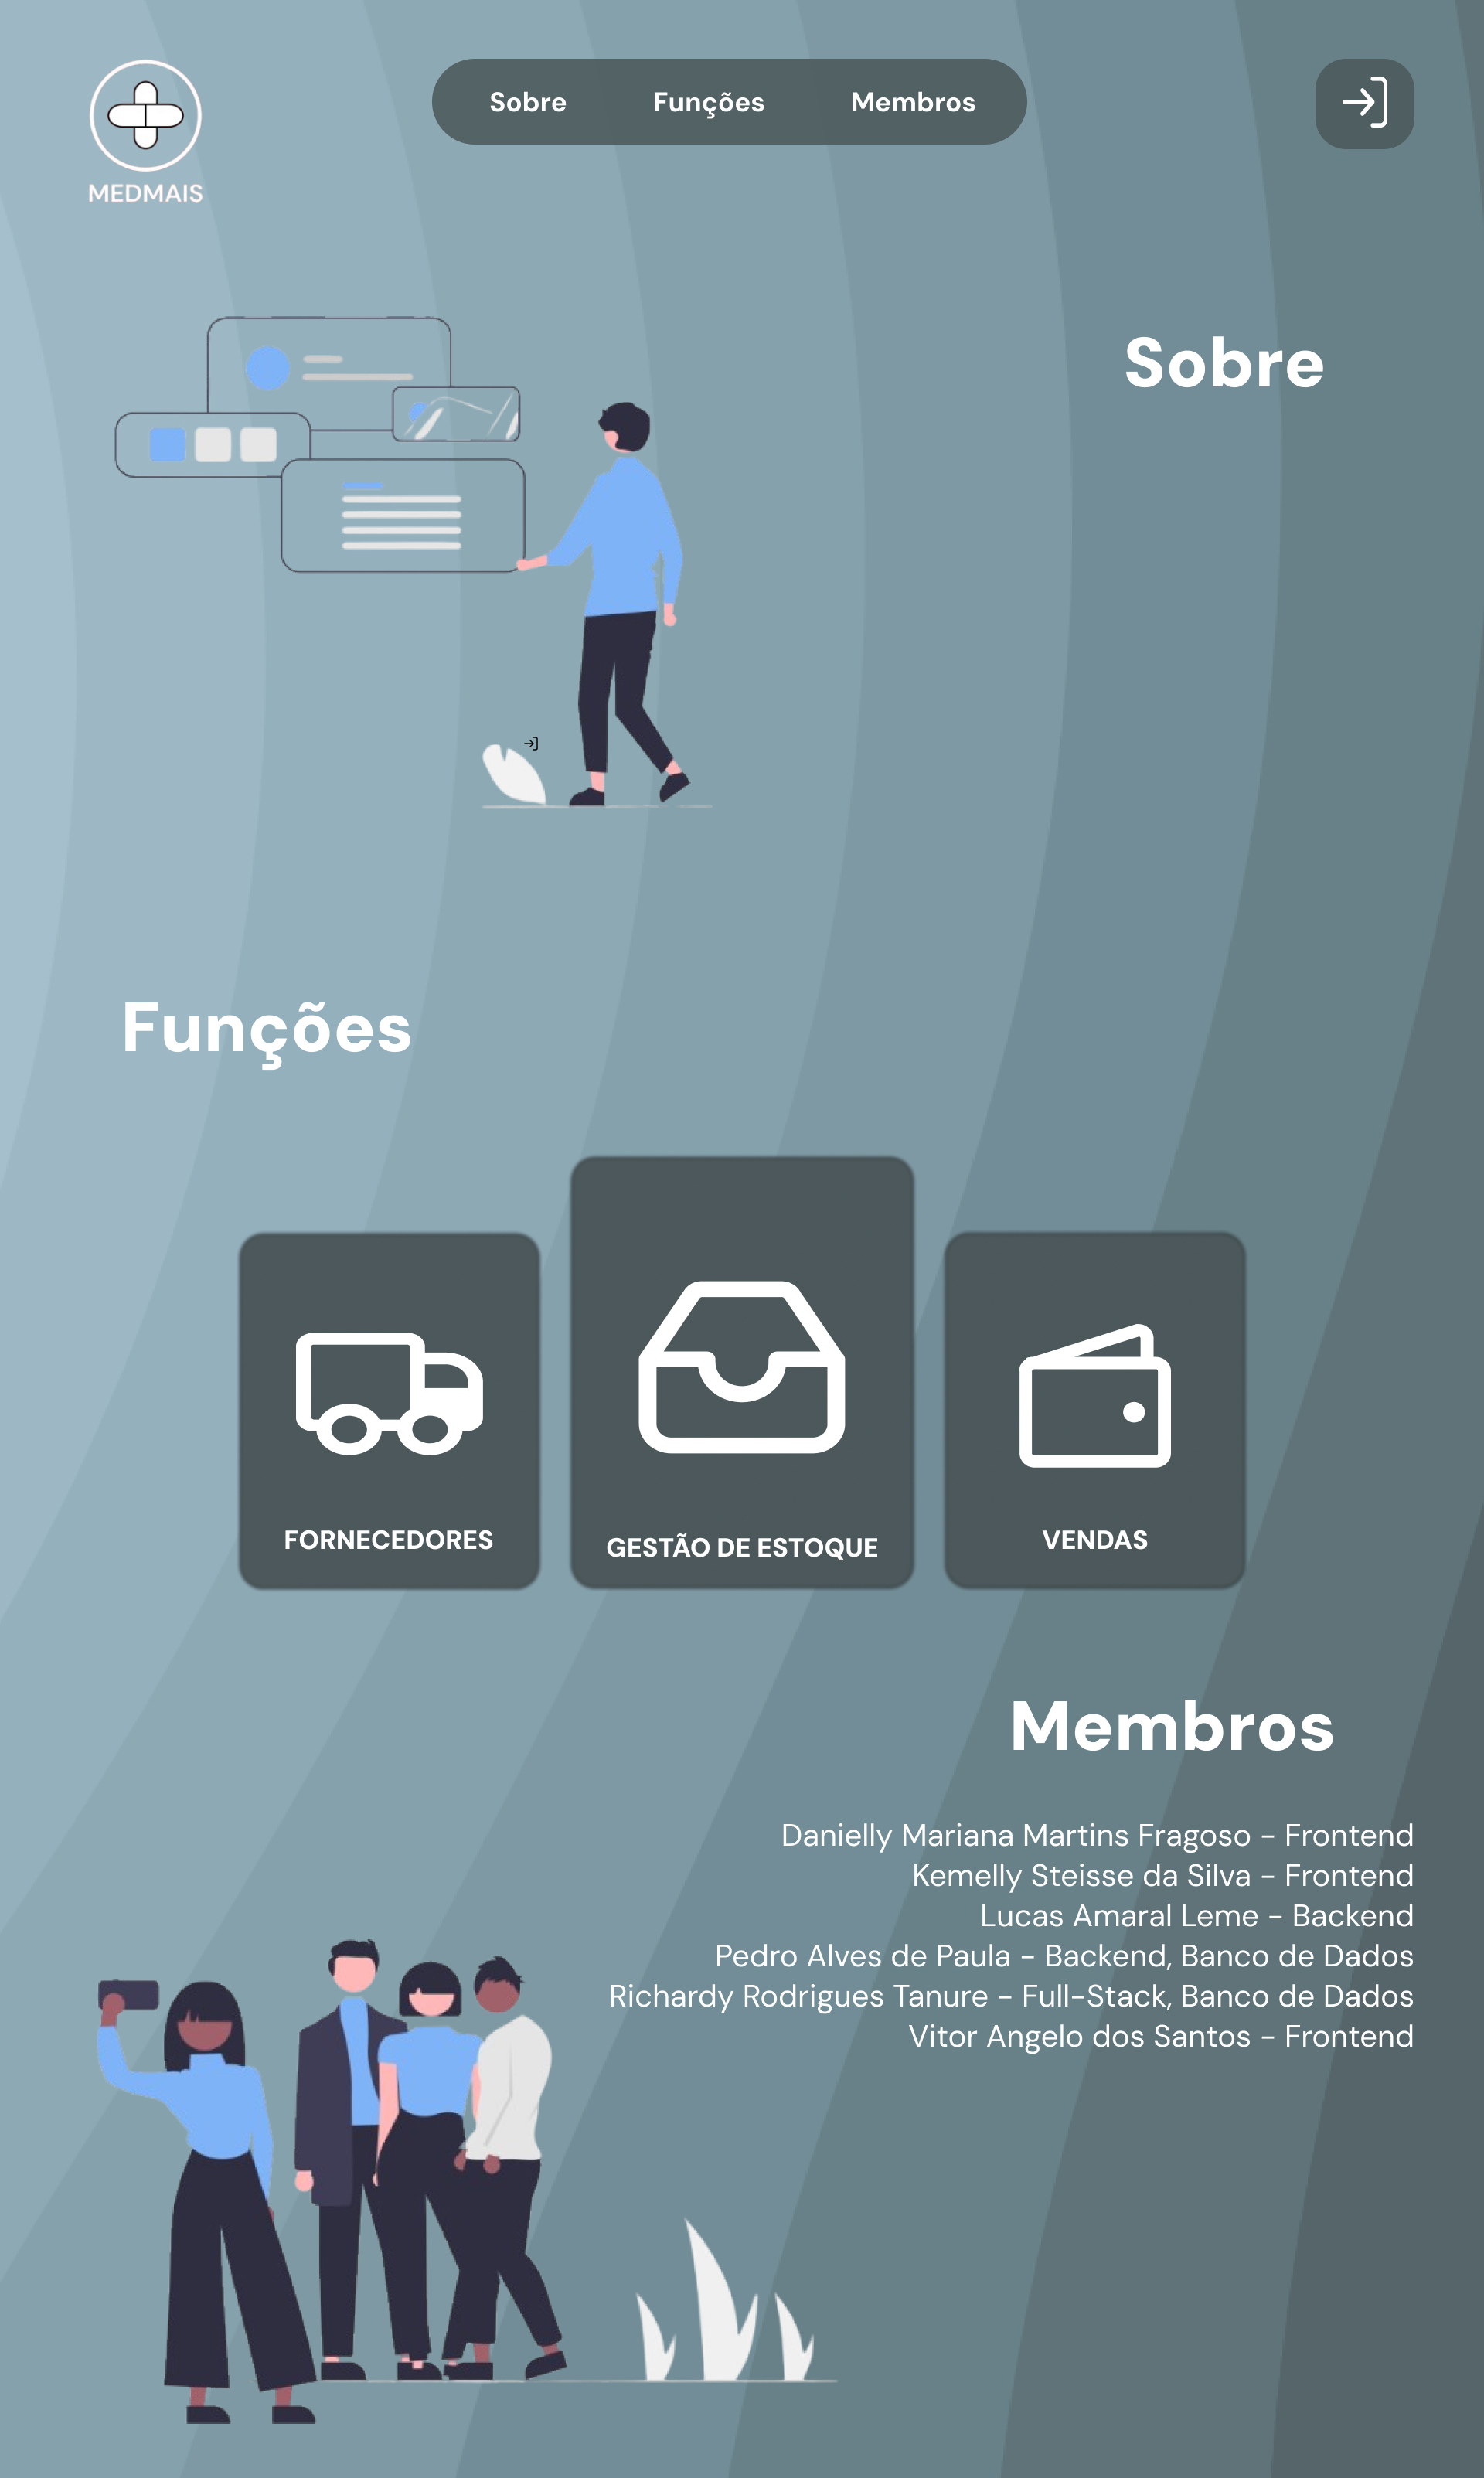 MEDMAIS
Sobre
Funções
Membros
Sobre
Funções
FORNECEDORES
GESTÃO DE ESTOQUE
VENDAS
Membros
Danielly Mariana Martins Fragoso - Frontend
Kemelly Steisse da Silva - Frontend
Lucas Amaral Leme - Backend
Pedro Alves de Paula - Backend, Banco de Dados
Richardy Rodrigues Tanure - Full-Stack, Banco de Dados
Vitor Angelo dos Santos - Frontend